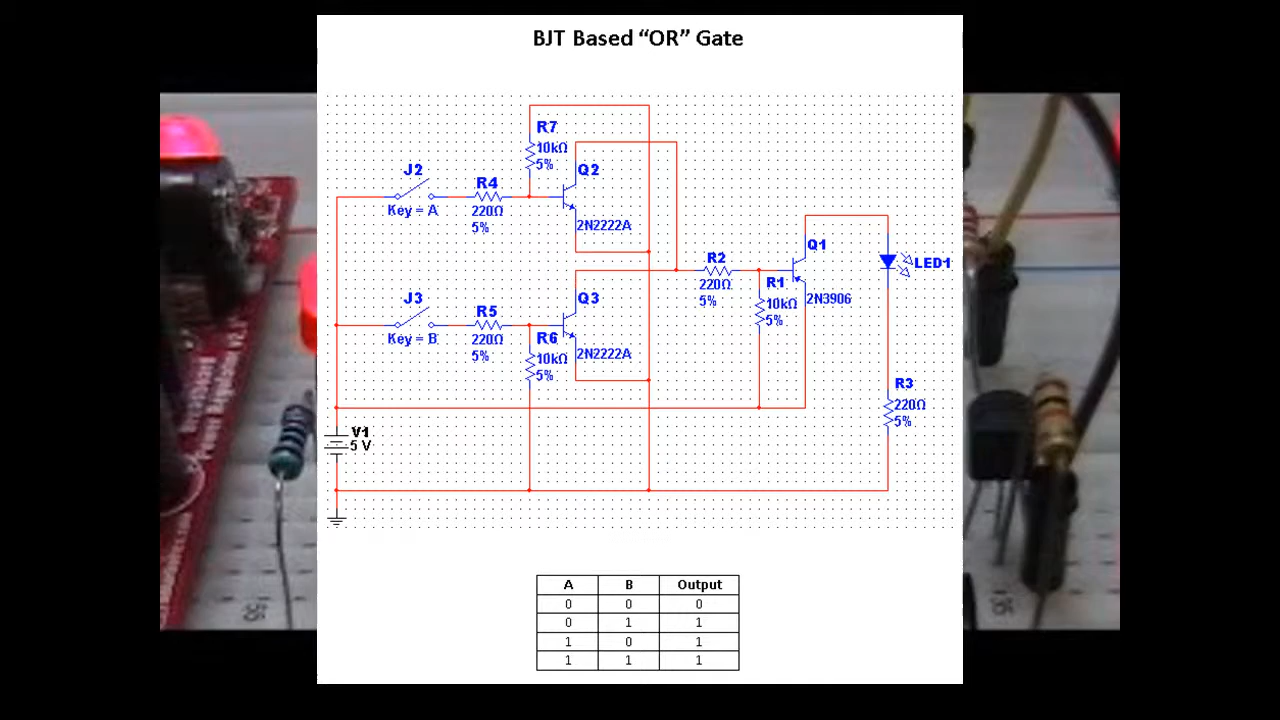 BJT Based “OR” Gate
R7
10kΩ
5%
J2
Key = A
R4
220Ω
5%
Q2
2N2222A
R2
220Ω
5%
Q1
2N3906
R1
10kΩ
5%
LED1
J3
Key = B
R5
220Ω
5%
Q3
2N2222A
R6
10kΩ
5%
R3
220Ω
5%
V1
5 V
A B Output
0 0 0
0 1 1
1 0 1
1 1 1